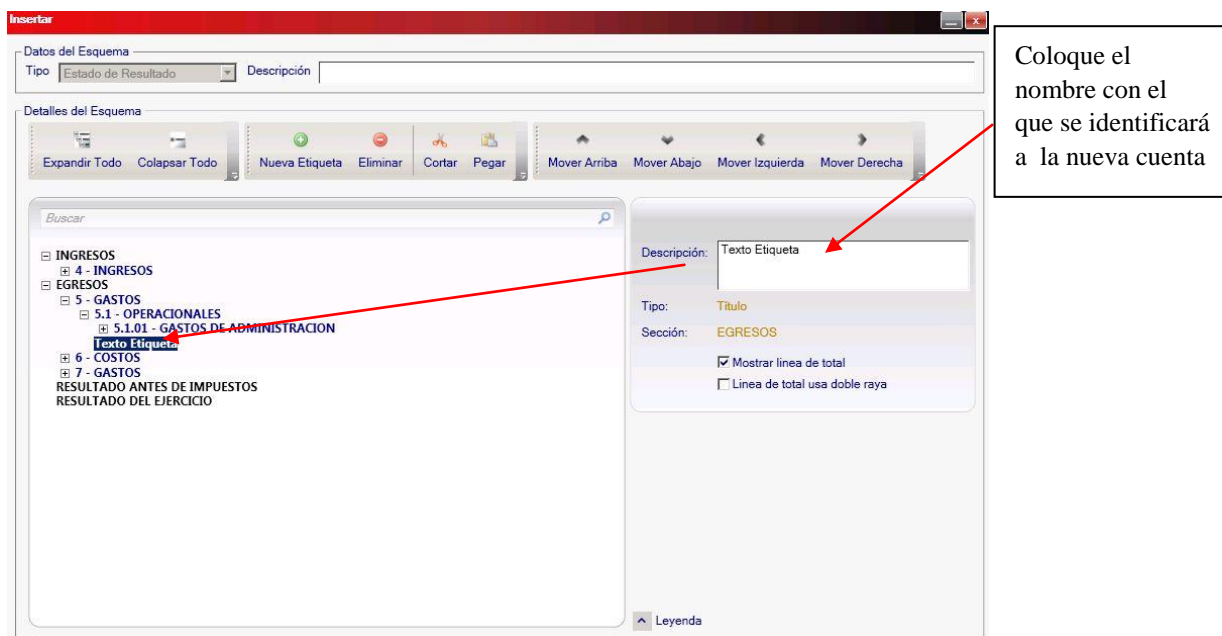 Insertar
Datos del Esquema
Tipo Estado de Resultado Descripción
Detalles del Esquema
Expandir Todo Colapsar Todo Nueva Etiqueta Eliminar Cortar Pegar Mover Arriba Mover Abajo Mover Izquierda Mover Derecha
Buscar
INGRESOS
4 - INGRESOS
EGRESOS
5 - GASTOS
5.1 - OPERACIONALES
5.1.01 - GASTOS DE ADMINISTRACION
Texto Etiqueta
6 - COSTOS
7 - GASTOS
RESULTADO ANTES DE IMPUESTOS
RESULTADO DEL EJERCICIO
Descripción: Texto Etiqueta
Tipo: Título
Sección: EGRESOS
Mostrar linea de total
Linea de total usa doble raya
Leyenda
Coloque el
nombre con el
que se identificará
a la nueva cuenta